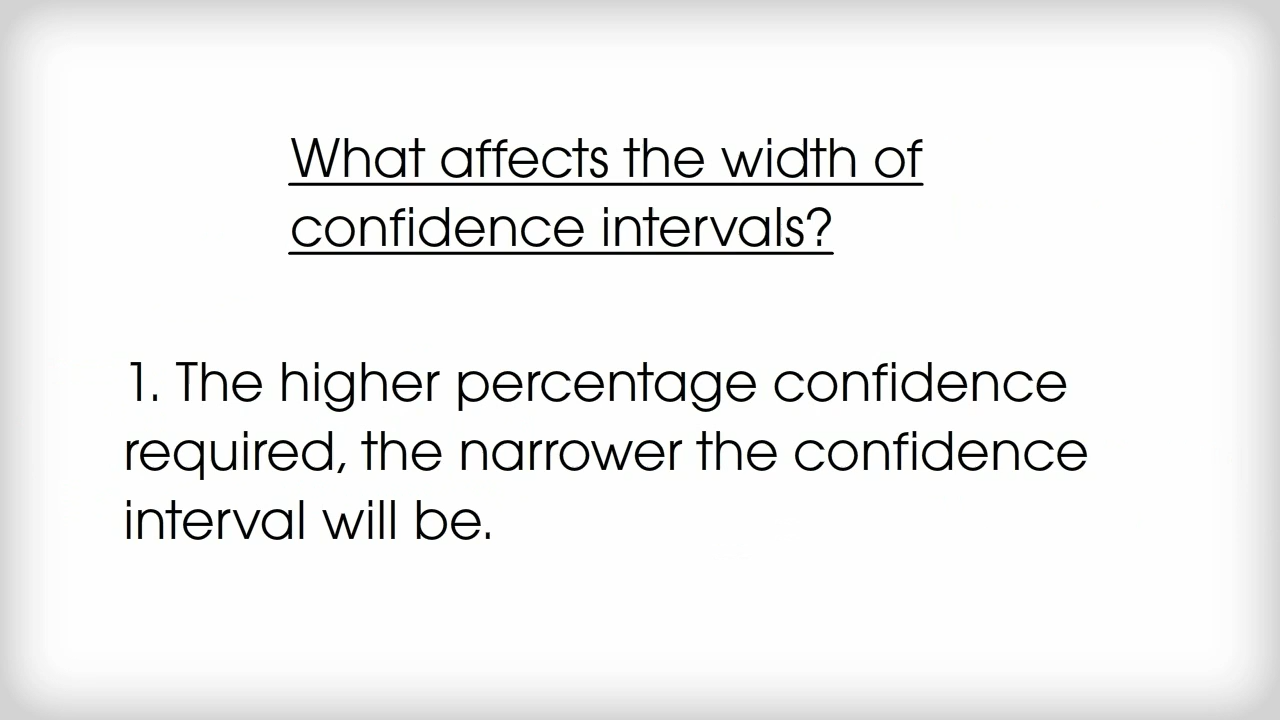 What affects the width of
confidence intervals?
1. The higher percentage confidence
required, the narrower the confidence
interval will be.